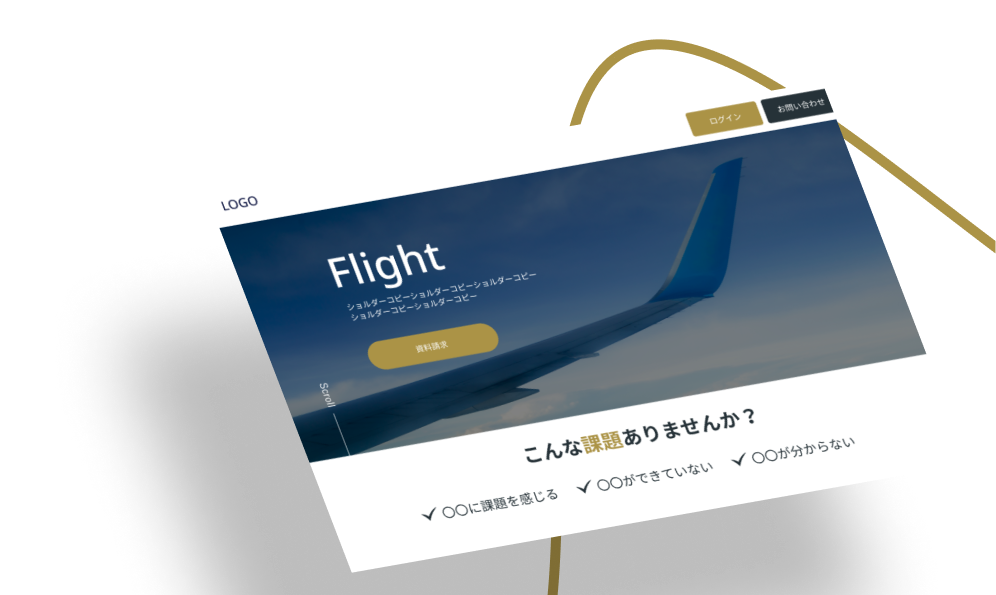 LOGO
ログイン
お問い合わせ
Flight
ショルダーコピーショルダーコピーショルダーコピー
ショルダーコピーショルダーコピー
資料請求
Scroll
こんな課題ありませんか？
〇〇に課題を感じる
〇〇ができていない
〇〇が分からない